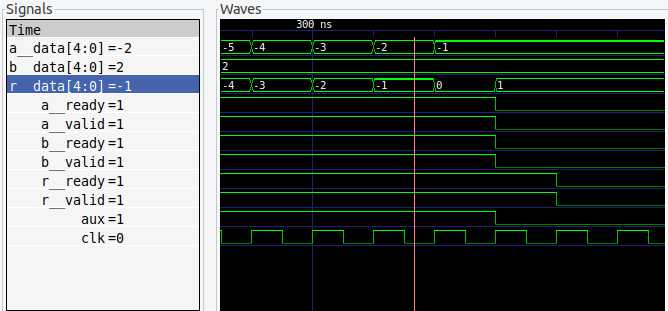 Signals
Time
a__data[4:0]=-2
b__data[4:0]=2
r__data[4:0]=-1
a__ready=1
a__valid=1
b__ready=1
b__valid=1
r__ready=1
r__valid=1
aux=1
clk=0
Waves
300 ns
-5 -4 -3 -2 -1
2
-4 -3 -2 -1 0 1